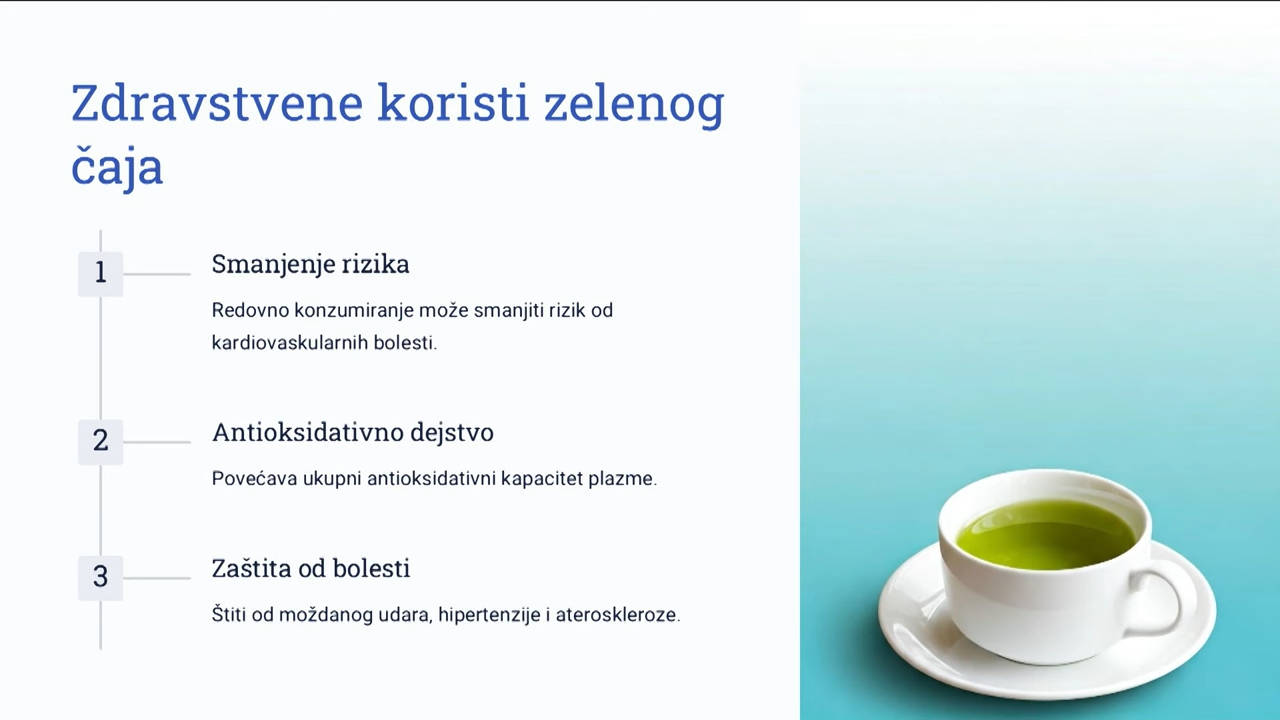 Zdravstvene koristi zelenog
čaja
1
Smanjenje rizika
Redovno konzumiranje može smanjiti rizik od
kardiovaskularnih bolesti.
2
Antioksidativno dejstvo
Povećava ukupni antioksidativni kapacitet plazme.
3
Zaštita od bolesti
Štiti od moždanog udara, hipertenzije i ateroskleroze.